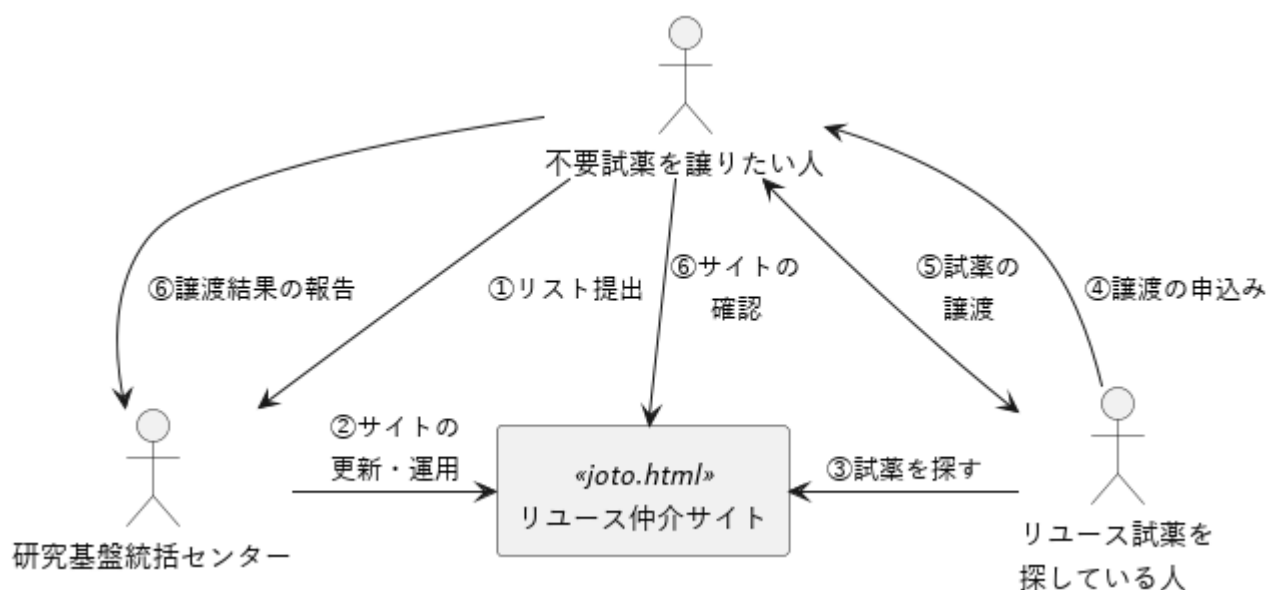 不要試薬を譲りたい人
⑥譲渡結果の報告
①リスト提出
⑥サイトの
確認
⑤試薬の
譲渡
④譲渡の申込み
②サイトの
更新・運用
«joto.html»
リユース仲介サイト
③試薬を探す
研究基盤統括センター
リユース試薬を
探している人